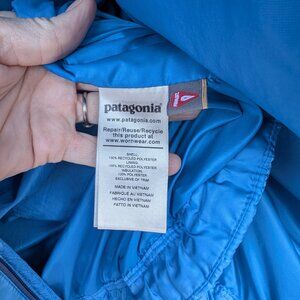 patagonia
www.patagonia.com
Repair/Reuse/Recycle
this product at
www.wornwear.com
SHELL:
100% RECYCLED POLYESTER
LINING:
100% RECYCLED POLYESTER
INSULATION:
100% POLYESTER
EXCLUSIVE OF TRIM
MADE IN VIETNAM
FABRIQUÉ AU VIETNAM
HECHO EN VIETNAM
FATTO IN VIETNAM